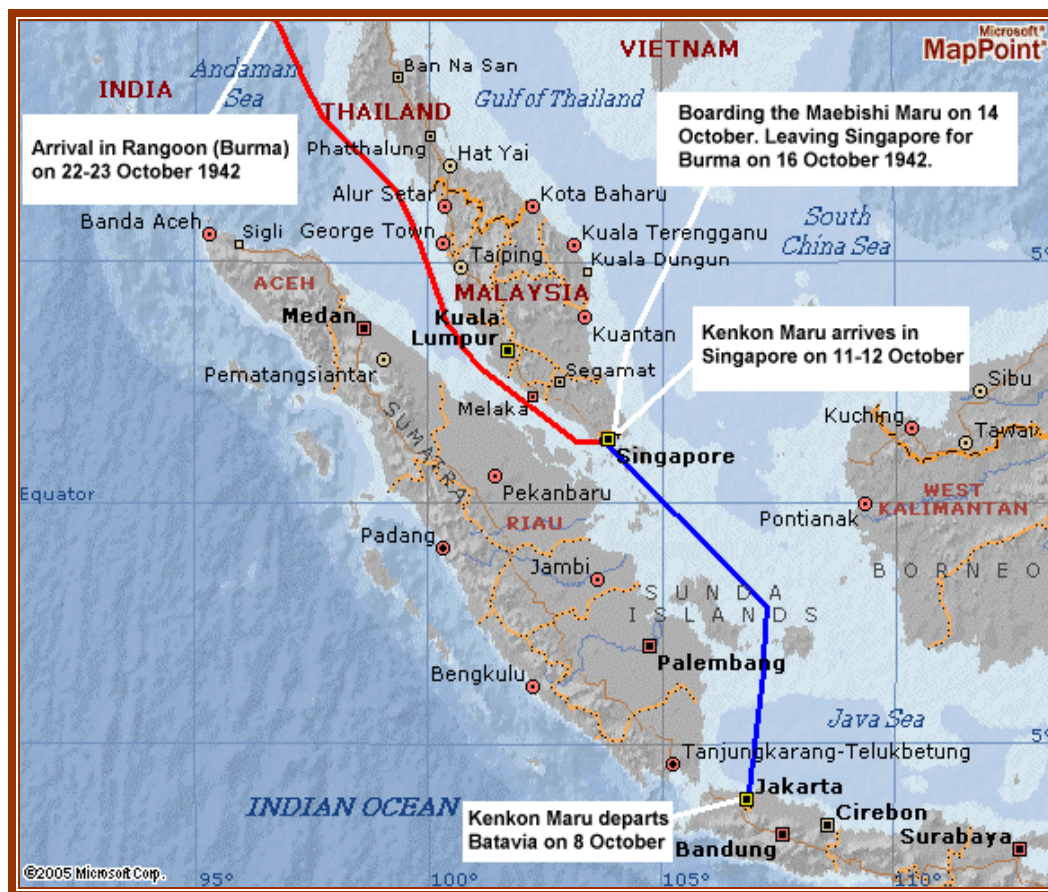 Microsoft®
MapPoint®
VIETNAM
Ban Na San
Andaman
Sea
INDIA
Gulf of Thailand
THAILAND
Boarding the Maebishi Maru on 14
October. Leaving Singapore for
Burma on 16 October 1942.
Arrival in Rangoon (Burma)
on 22-23 October 1942
Phatthalung
Hat Yai
Alur Setar
Kota Baharu
Banda Aceh
Sigli
George Town
Kuala Terengganu
South
China Sea
Taiping
Kuala Dungun
5°
ACEH
MALAYSIA
Medan
Kuala
Lumpur
Kuantan
Kenkon Maru arrives in
Singapore on 11-12 October
Pematangsiantar
Segamat
Sibu
Melaka
Kuching
Tawai
SUMATRA
Singapore
Equator
Pekanbaru
WEST
KALIMANTAN
RIAU
Pontianak
Padang
Jambi
BORNEO
SUNDA
ISLANDS
Palembang
Bengkulu
Java Sea
5°
Tanjungkarang-Telukbetung
Jakarta
INDIAN OCEAN
Kenkon Maru departs
Batavia on 8 October
Cirebon
Bandung
Surabaya
©2005 Microsoft Corp.
95°
100°
105°
110°